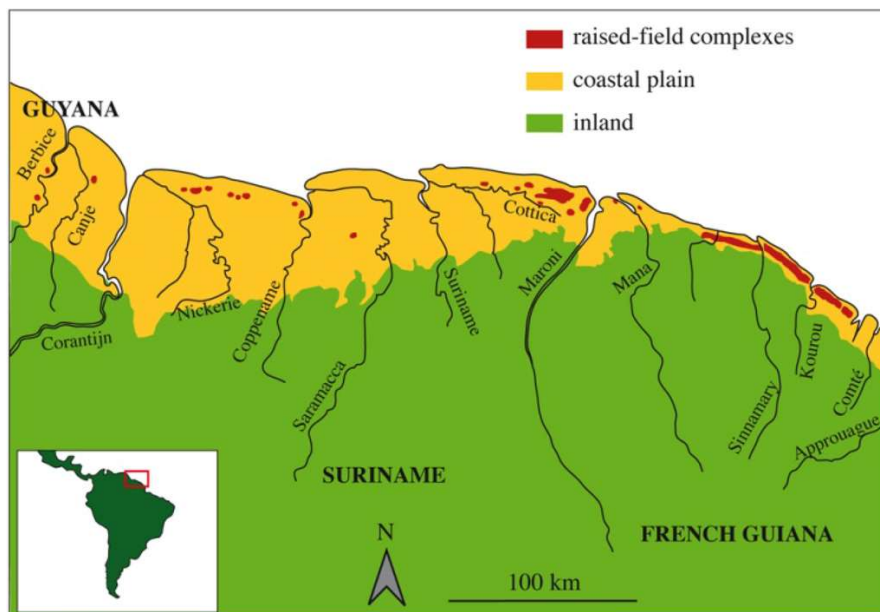 raised-field complexes
coastal plain
inland
GUYANA
Berbice
Canje
Corantijn
Nickerie
Coppename
Saramacca
Suriname
Cottica
Maroni
Mana
Sinnamary
Kourou
Comté
Approuague
SURINAME
FRENCH GUIANA
N
100 km